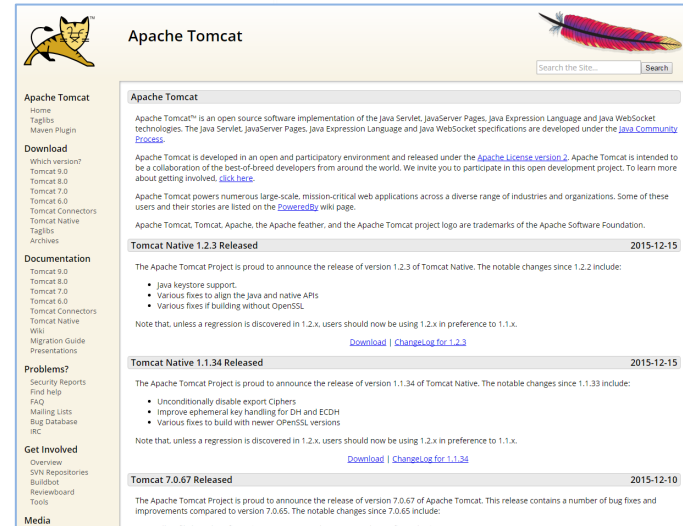 Apache Tomcat
Search the Site...
Search
Apache Tomcat
Home
Taglibs
Maven Plugin
Download
Which version?
Tomcat 9.0
Tomcat 8.0
Tomcat 7.0
Tomcat 6.0
Tomcat Connectors
Tomcat Native
Taglibs
Archives
Documentation
Tomcat 9.0
Tomcat 8.0
Tomcat 7.0
Tomcat 6.0
Tomcat Connectors
Tomcat Native
Wiki
Migration Guide
Presentations
Problems?
Security Reports
Find help
FAQ
Mailing Lists
Bug Database
IRC
Get Involved
Overview
SVN Repositories
Buildbot
Reviewboard
Tools
Media
Apache Tomcat
Apache Tomcat™ is an open source software implementation of the Java Servlet, JavaServer Pages, Java Expression Language and Java WebSocket
technologies. The Java Servlet, JavaServer Pages, Java Expression Language and Java WebSocket specifications are developed under the Java Community
Process.
Apache Tomcat is developed in an open and participatory environment and released under the Apache License version 2. Apache Tomcat is intended to
be a collaboration of the best-of-breed developers from around the world. We invite you to participate in this open development project. To learn more
about getting involved, click here.
Apache Tomcat powers numerous large-scale, mission-critical web applications across a diverse range of industries and organizations. Some of these
users and their stories are listed on the PoweredBy wiki page.
Apache Tomcat, Tomcat, Apache, the Apache feather, and the Apache Tomcat project logo are trademarks of the Apache Software Foundation.
Tomcat Native 1.2.3 Released 2015-12-15
The Apache Tomcat Project is proud to announce the release of version 1.2.3 of Tomcat Native. The notable changes since 1.2.2 include:
• Java keystore support.
• Various fixes to align the Java and native APIs
• Various fixes if building without OpenSSL
Note that, unless a regression is discovered in 1.2.x, users should now be using 1.2.x in preference to 1.1.x.
Download | ChangeLog for 1.2.3
Tomcat Native 1.1.34 Released 2015-12-15
The Apache Tomcat Project is proud to announce the release of version 1.1.34 of Tomcat Native. The notable changes since 1.1.33 include:
• Unconditionally disable export Ciphers
• Improve ephemeral key handling for DH and ECDH
• Various fixes to build with newer OPenSSL versions
Note that, unless a regression is discovered in 1.2.x, users should now be using 1.2.x in preference to 1.1.x.
Download | ChangeLog for 1.1.34
Tomcat 7.0.67 Released 2015-12-10
The Apache Tomcat Project is proud to announce the release of version 7.0.67 of Apache Tomcat. This release contains a number of bug fixes and
improvements compared to version 7.0.65. The notable changes since 7.0.65 include: